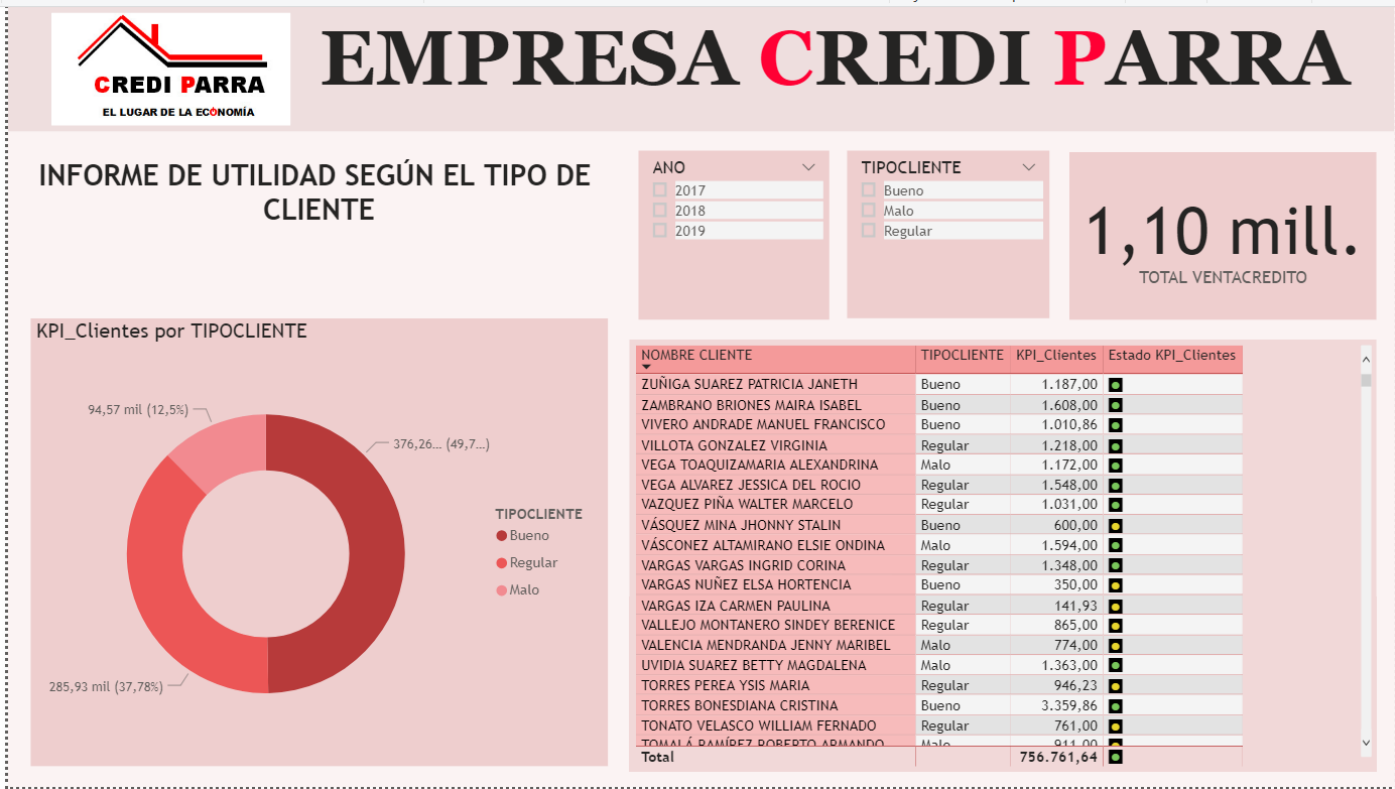 CREDI PARRA
EL LUGAR DE LA ECÓNOMÍA
EMPRESA CREDI PARRA
INFORME DE UTILIDAD SEGÚN EL TIPO DE
CLIENTE
ANO
2017
2018
2019
TIPOCLIENTE
Bueno
Malo
Regular
1,10 mill.
TOTAL VENTACREDITO
KPI_Clientes por TIPOCLIENTE
94,57 mil (12,5%)
376,26... (49,7...)
285,93 mil (37,78%)
TIPOCLIENTE
Bueno
Regular
Malo
NOMBRE CLIENTE TIPOCLIENTE KPI_Clientes Estado KPI_Clientes
ZUÑIGA SUAREZ PATRICIA JANETH Bueno 1.187,00
ZAMBRANO BRIONES MAIRA ISABEL Bueno 1.608,00
VIVERO ANDRADE MANUEL FRANCISCO Bueno 1.010,86
VILLOTA GONZALEZ VIRGINIA Regular 1.218,00
VEGA TOAQUIZAMARIA ALEXANDRINA Malo 1.172,00
VEGA ALVAREZ JESSICA DEL ROCIO Regular 1.548,00
VAZQUEZ PIÑA WALTER MARCELO Regular 1.031,00
VÁSQUEZ MINA JHONNY STALIN Bueno 600,00
VÁSCONEZ ALTAMIRANO ELSIE ONDINA Malo 1.594,00
VARGAS VARGAS INGRID CORINA Regular 1.348,00
VARGAS NUÑEZ ELSA HORTENCIA Bueno 350,00
VARGAS IZA CARMEN PAULINA Regular 141,93
VALLEJO MONTANERO SINDEY BERENICE Regular 865,00
VALENCIA MENDRANDA JENNY MARIBEL Malo 774,00
UVIDIA SUAREZ BETTY MAGDALENA Malo 1.363,00
TORRES PEREA YSIS MARIA Regular 946,23
TORRES BONESDIANA CRISTINA Bueno 3.359,86
TONATO VELASCO WILLIAM FERNADO Regular 761,00
TOMALÁ RAMÍREZ ROBERTO ARMANDO Malo 911,00
Total 756.761,64